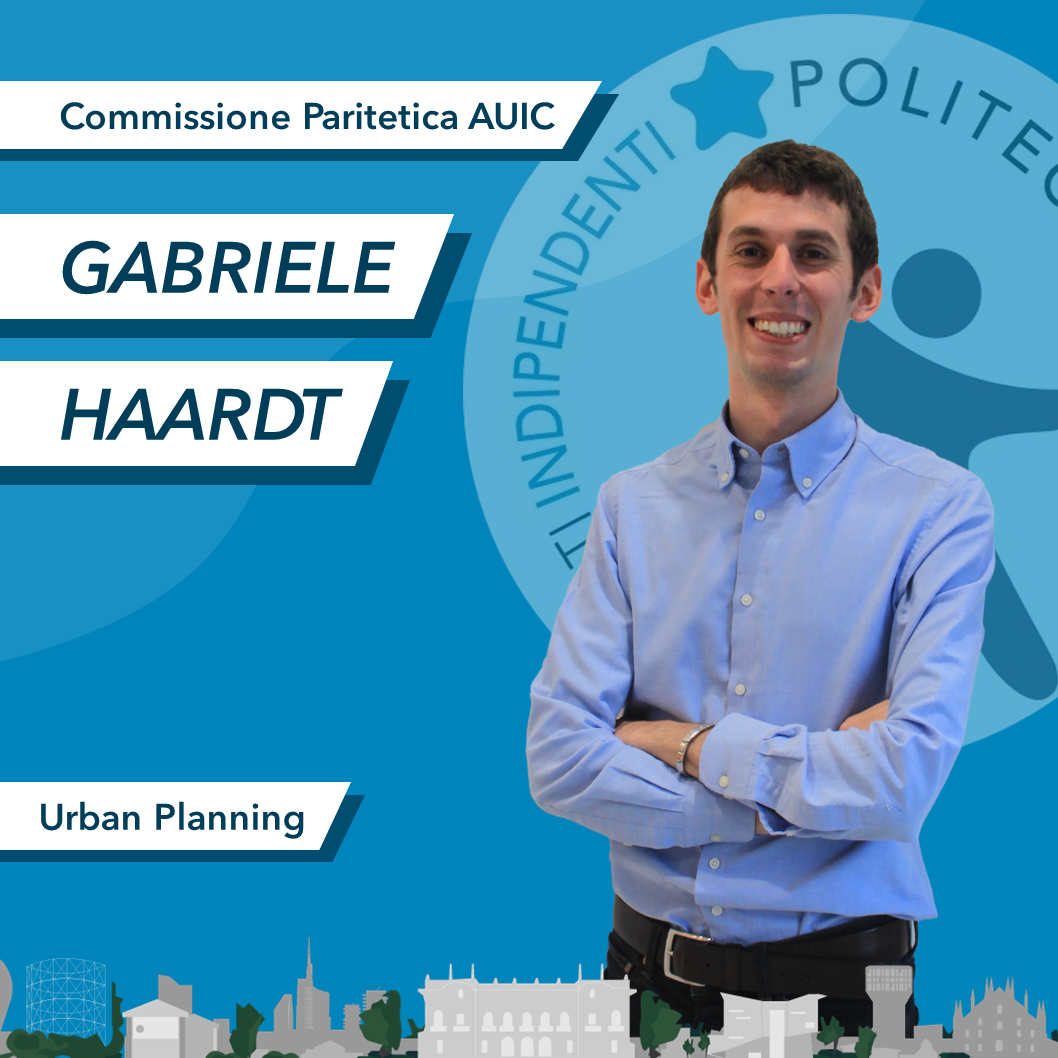 Commissione Paritetica AUIC
GABRIELE
HAARDT
TI INDIPENDENTI
POLITEC
Urban Planning